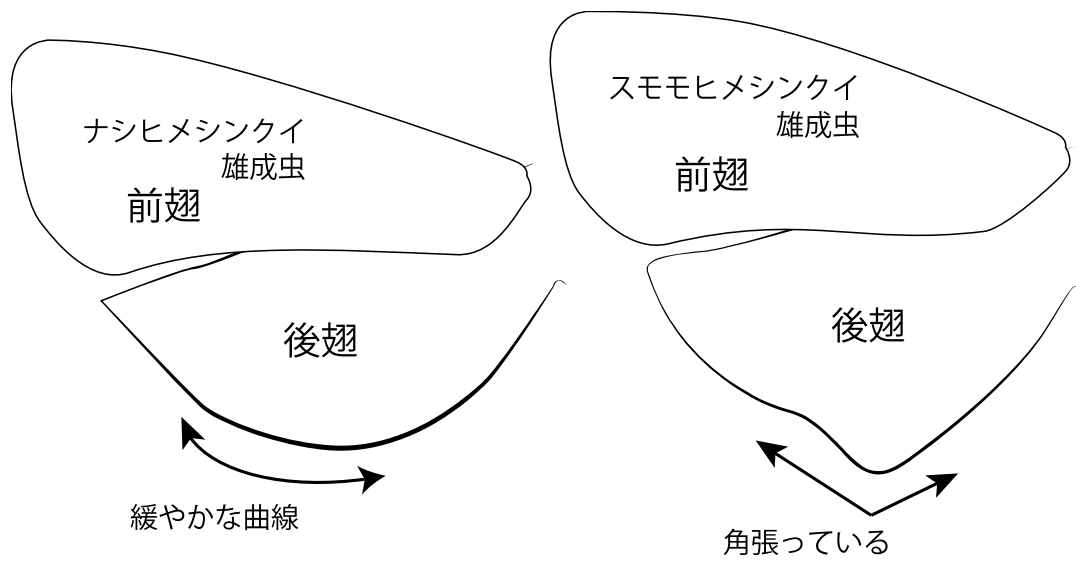 ナシヒメシンクイ
雄成虫
前翅
後翅
緩やかな曲線
スモモヒメシンクイ
雄成虫
前翅
後翅
角張っている